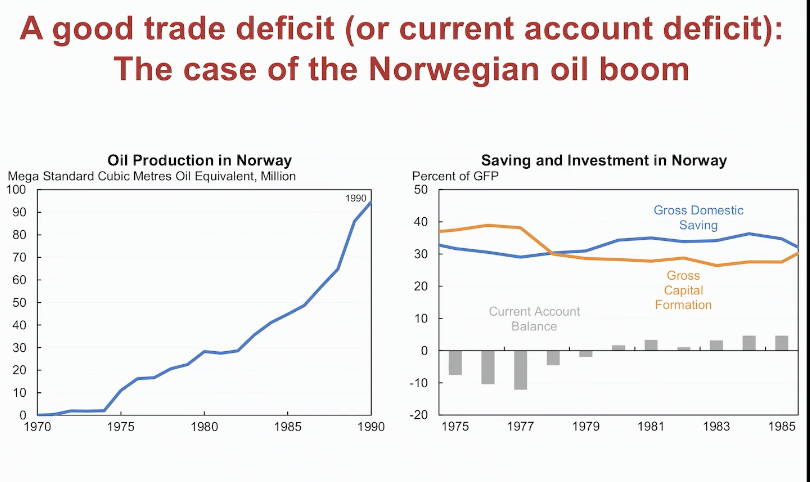 A good trade deficit (or current account deficit):
The case of the Norwegian oil boom
Oil Production in Norway
Mega Standard Cubic Metres Oil Equivalent, Million
100
90
80
70
60
50
40
30
20
10
0
1970
1975
1980
1985
1990
1990
Saving and Investment in Norway
Percent of GFP
50
40
30
20
10
0
-10
-20
Gross Domestic
Saving
Gross
Capital
Formation
Current Account
Balance
1975
1977
1979
1981
1983
1985